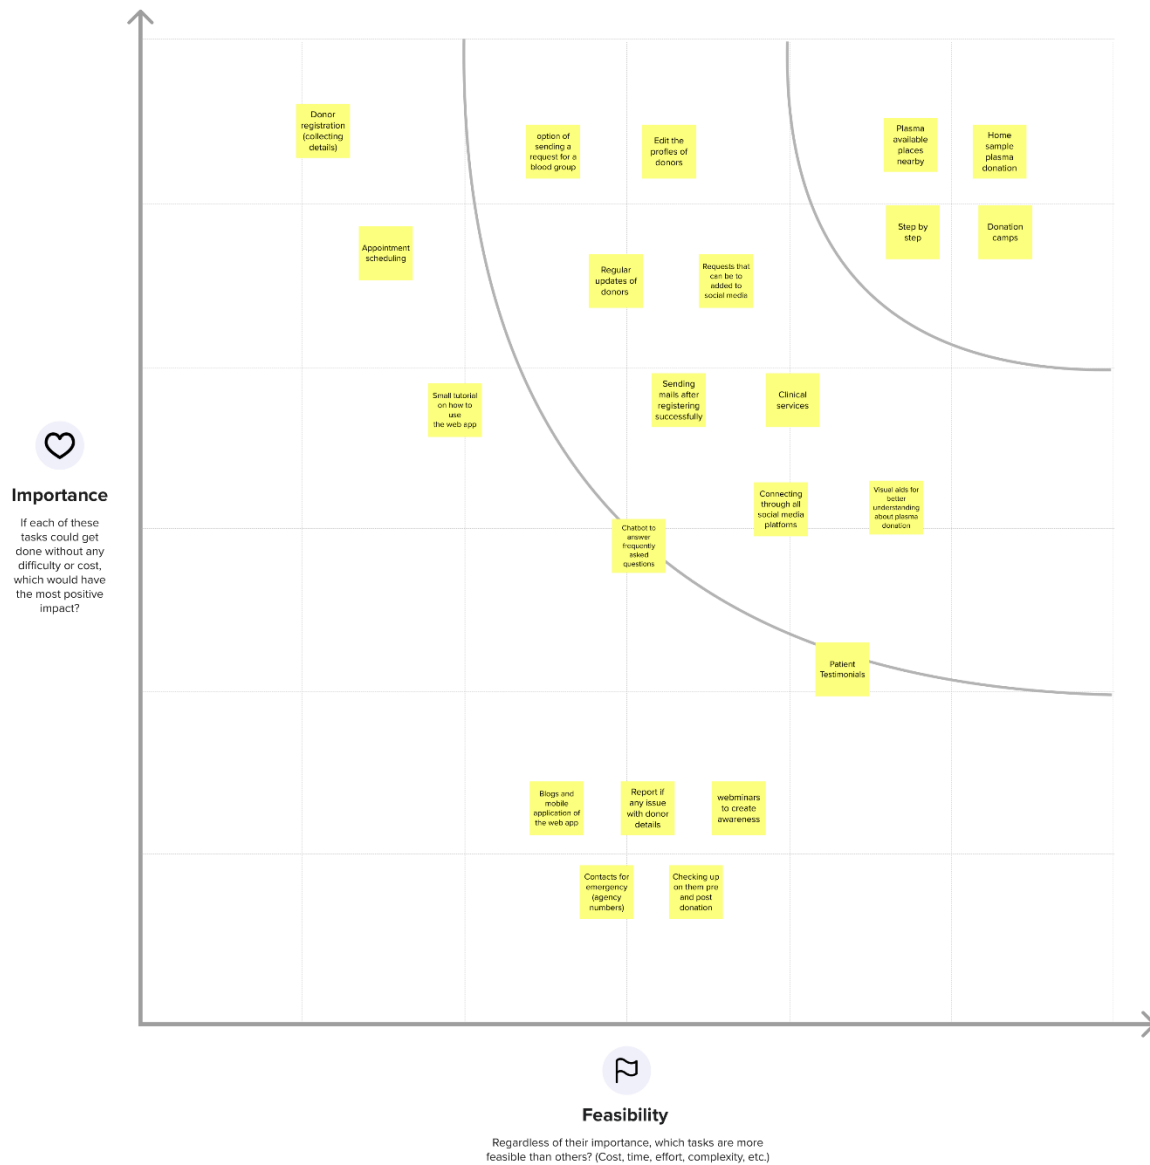 Donor
registration
(collecting
details)
option of
sending a
request for a
blood group
Edit the
profles of
donors
Plasma
available
places
nearby
Home
sample
plasma
donation
Appointment
scheduling
Regular
updates of
donors
Requests that
can be to
added to
social media
Step by
step
Donation
camps
Small tutorial
on how to
use
the web app
Sending
mails after
registering
successfully
Clinical
services
Connecting
through all
social media
platforms
Visual aids for
better
understanding
about plasma
donation
Chatbot to
answer
frequently
asked
questions
Patient
Testimonials
Blogs and
mobile
application of
the web app
Report if
any issue
with donor
details
webminars
to create
awareness
Contacts for
emergency
(agency
numbers)
Checking up
on them pre
and post
donation
Importance
If each of these
tasks could get
done without any
difficulty or cost,
which would have
the most positive
impact?
Feasibility
Regardless of their importance, which tasks are more
feasible than others? (Cost, time, effort, complexity, etc.)